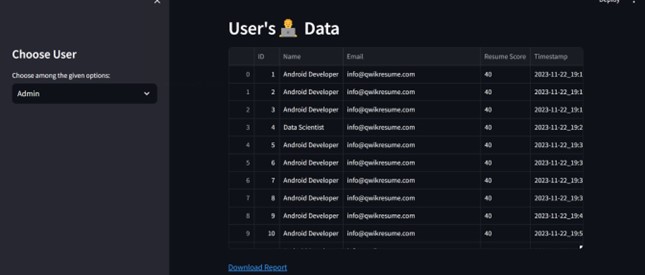 Deploy
User's Data
Choose User
Choose among the given options:
Admin
ID Name Email Resume Score Timestamp
0 1 Android Developer info@qwikresume.com 40 2023-11-22_19:1
1 2 Android Developer info@qwikresume.com 40 2023-11-22_19:1
2 3 Android Developer info@qwikresume.com 40 2023-11-22_19:1
3 4 Data Scientist info@qwikresume.com 40 2023-11-22_19:2
4 5 Android Developer info@qwikresume.com 40 2023-11-22_19:3
5 6 Android Developer info@qwikresume.com 40 2023-11-22_19:3
6 7 Android Developer info@qwikresume.com 40 2023-11-22_19:3
7 8 Android Developer info@qwikresume.com 40 2023-11-22_19:3
8 9 Android Developer info@qwikresume.com 40 2023-11-22_19:4
9 10 Android Developer info@qwikresume.com 40 2023-11-22_19:5
Download Report